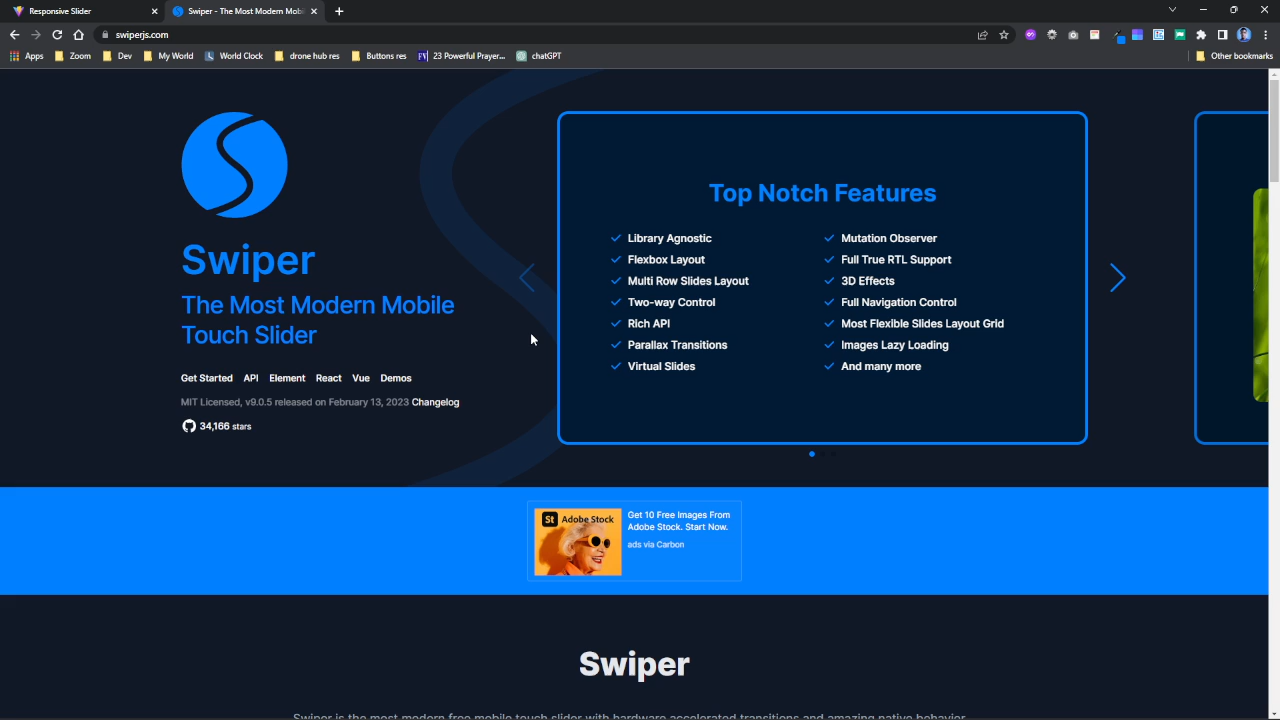 Responsive Slider
Swiper - The Most Modern Mobi
swiperjs.com
Apps
Zoom
Dev
My World
World Clock
drone hub res
Buttons res
23 Powerful Prayer...
chatGPT
Other bookmarks
Swiper
The Most Modern Mobile
Touch Slider
Get Started API Element React Vue Demos
MIT Licensed, v9.0.5 released on February 13, 2023 Changelog
34,166 stars
Top Notch Features
Library Agnostic
Flexbox Layout
Multi Row Slides Layout
Two-way Control
Rich API
Parallax Transitions
Virtual Slides
Mutation Observer
Full True RTL Support
3D Effects
Full Navigation Control
Most Flexible Slides Layout Grid
Images Lazy Loading
And many more
St Adobe Stock
Get 10 Free Images From
Adobe Stock. Start Now.
ads via Carbon
Swiper
Swiper is the most modern free mobile touch slider with hardware accelerated transitions and amazing native behavior.